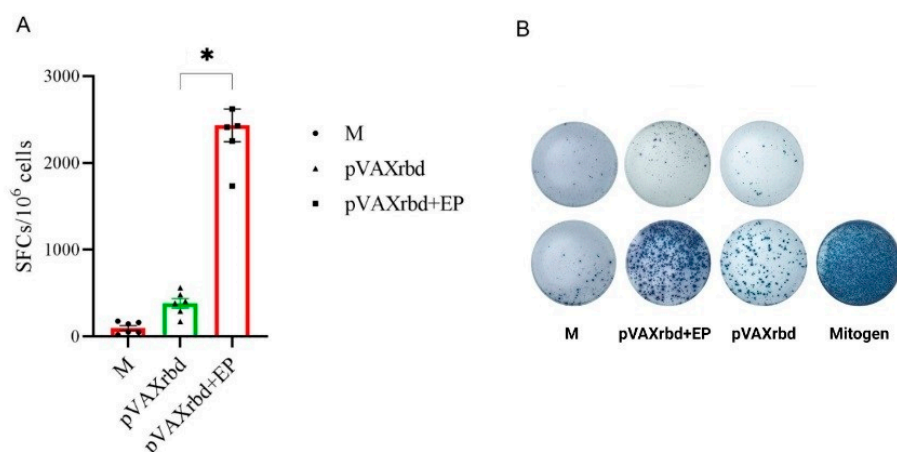 A
B
*
3000
2000
1000
0
SFCs/10⁶ cells
M
pVAXrbd
pVAXrbd+EP
M
pVAXrbd
pVAXrbd+EP
M pVAXrbd+EP pVAXrbd Mitogen